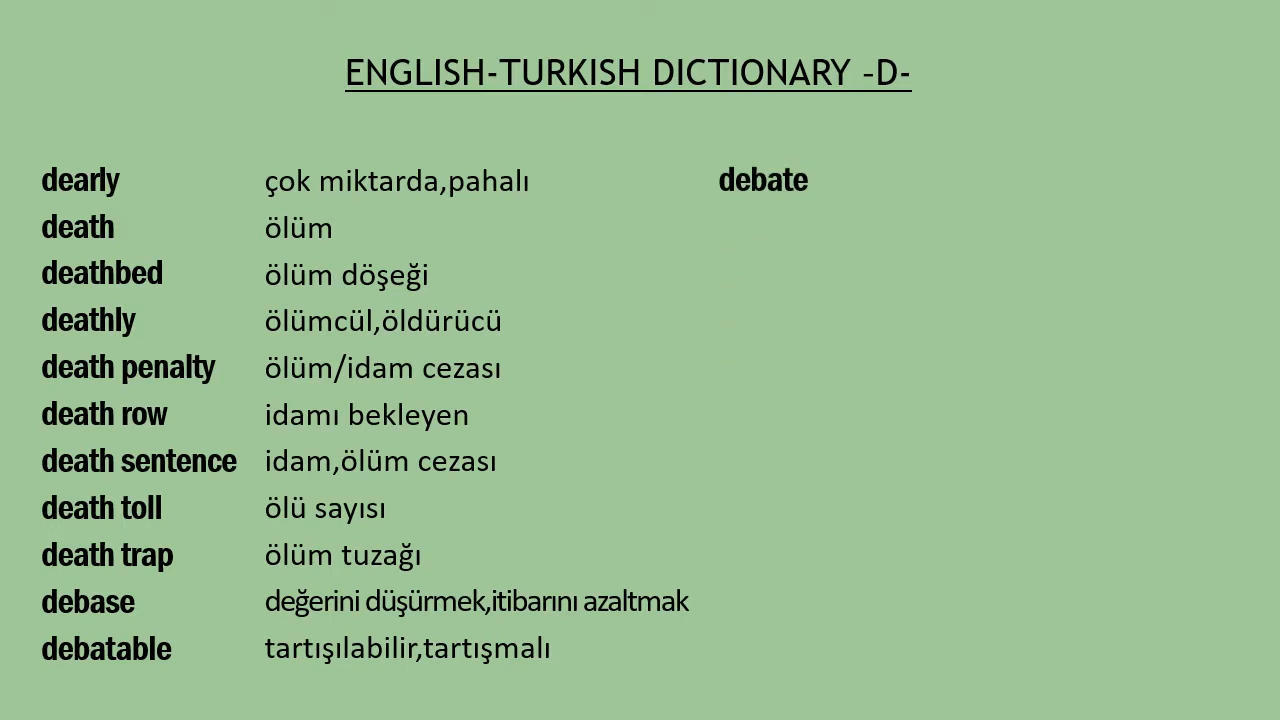 ENGLISH-TURKISH DICTIONARY –D-
dearly çok miktarda,pahalı
death ölüm
deathbed ölüm döşeği
deathly ölümcül,öldürücü
death penalty ölüm/idam cezası
death row idamı bekleyen
death sentence idam,ölüm cezası
death toll ölü sayısı
death trap ölüm tuzağı
debase değerini düşürmek,itibarını azaltmak
debatable tartışılabilir,tartışmalı
debate